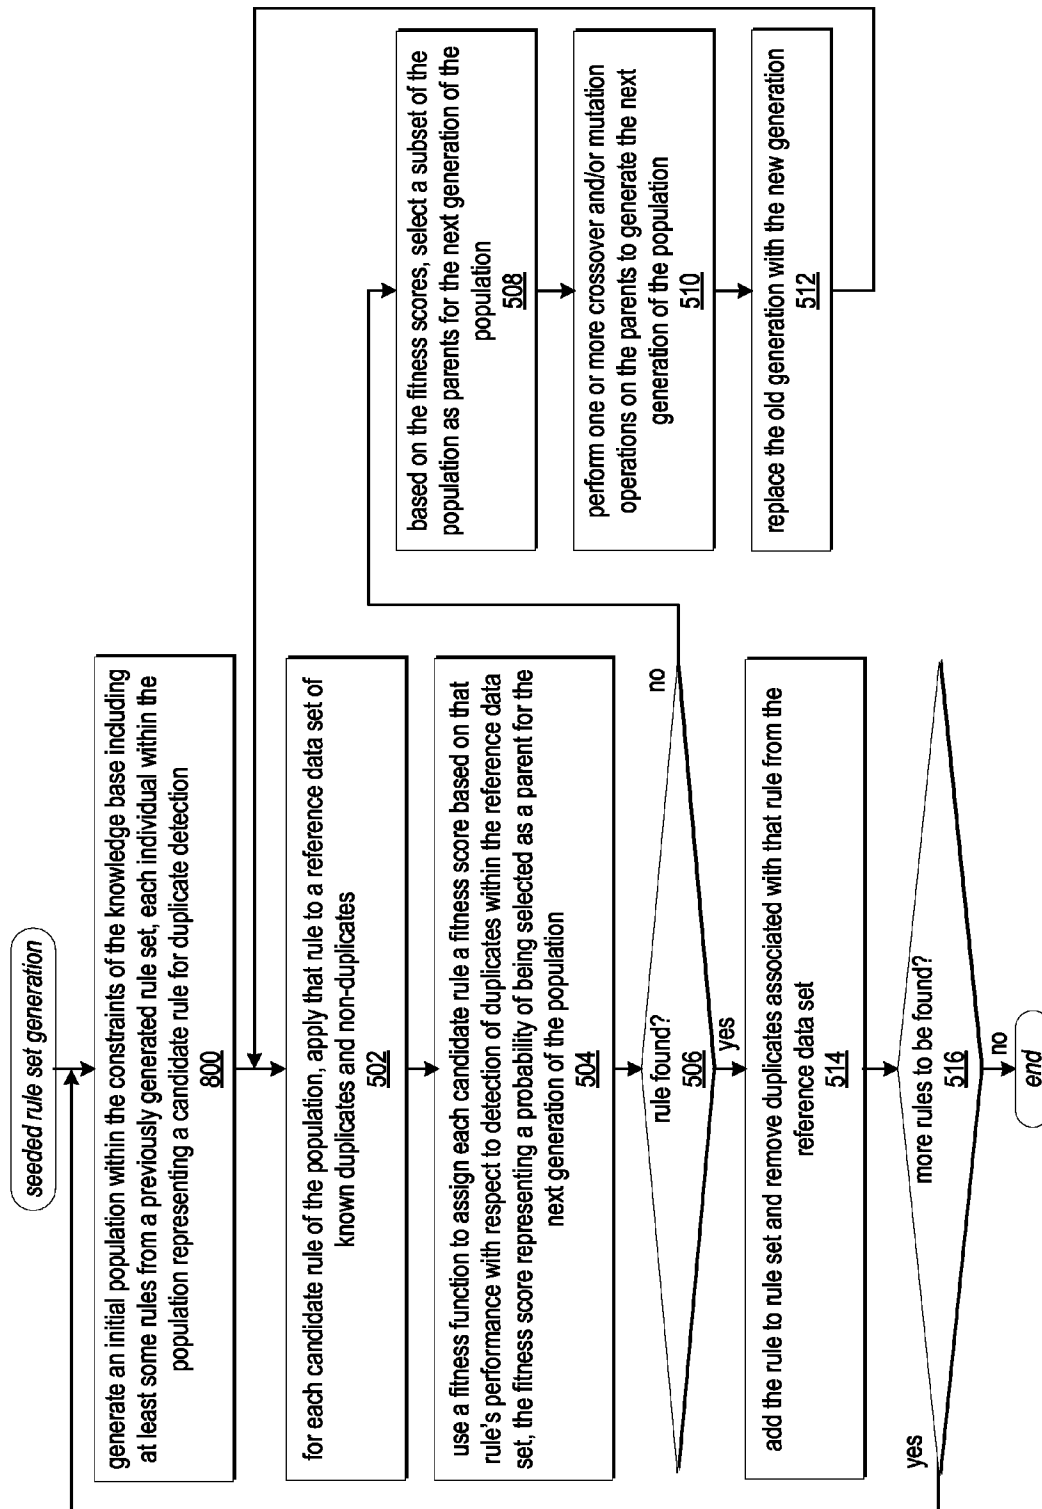 seeded rule set generation
generate an initial population within the constraints of the knowledge base including
at least some rules from a previously generated rule set, each individual within the
population representing a candidate rule for duplicate detection
800
for each candidate rule of the population, apply that rule to a reference data set of
known duplicates and non-duplicates
502
use a fitness function to assign each candidate rule a fitness score based on that
rule's performance with respect to detection of duplicates within the reference data
set, the fitness score representing a probability of being selected as a parent for the
next generation of the population
504
rule found?
506
no
yes
based on the fitness scores, select a subset of the
population as parents for the next generation of the
population
508
perform one or more crossover and/or mutation
operations on the parents to generate the next
generation of the population
510
replace the old generation with the new generation
512
add the rule to rule set and remove duplicates associated with that rule from the
reference data set
514
more rules to be found?
516
yes
no
end